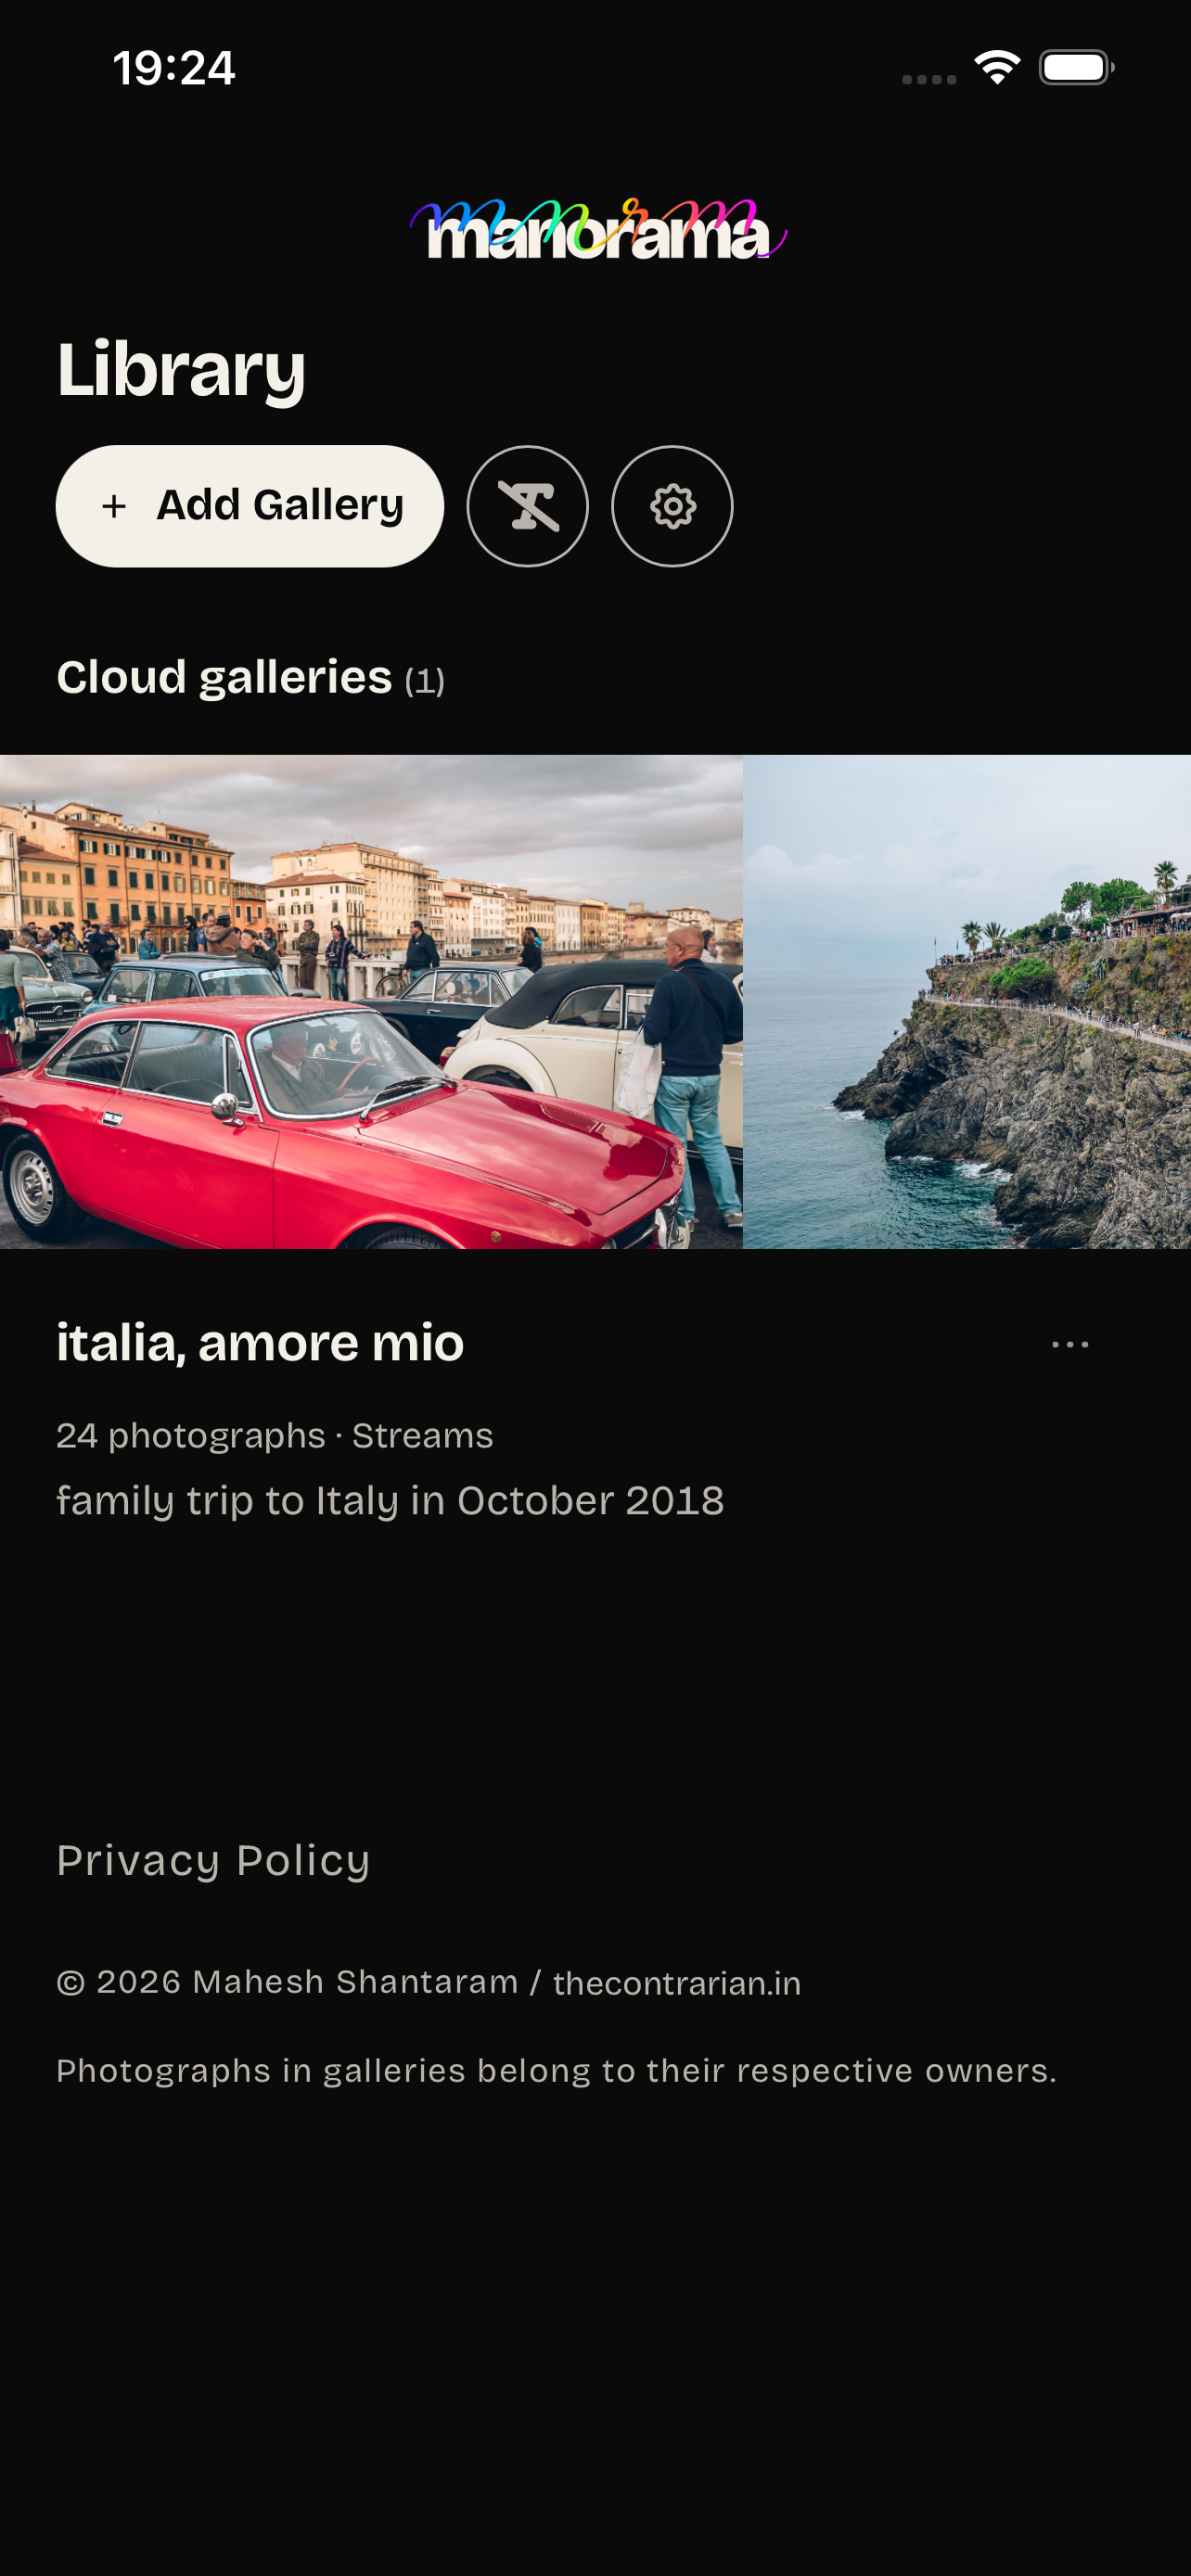 19:24
mnrm
manorama
Library
+ Add Gallery
Cloud galleries (1)
italia, amore mio
24 photographs · Streams
family trip to Italy in October 2018
Privacy Policy
© 2026 Mahesh Shantaram / thecontrarian.in
Photographs in galleries belong to their respective owners.